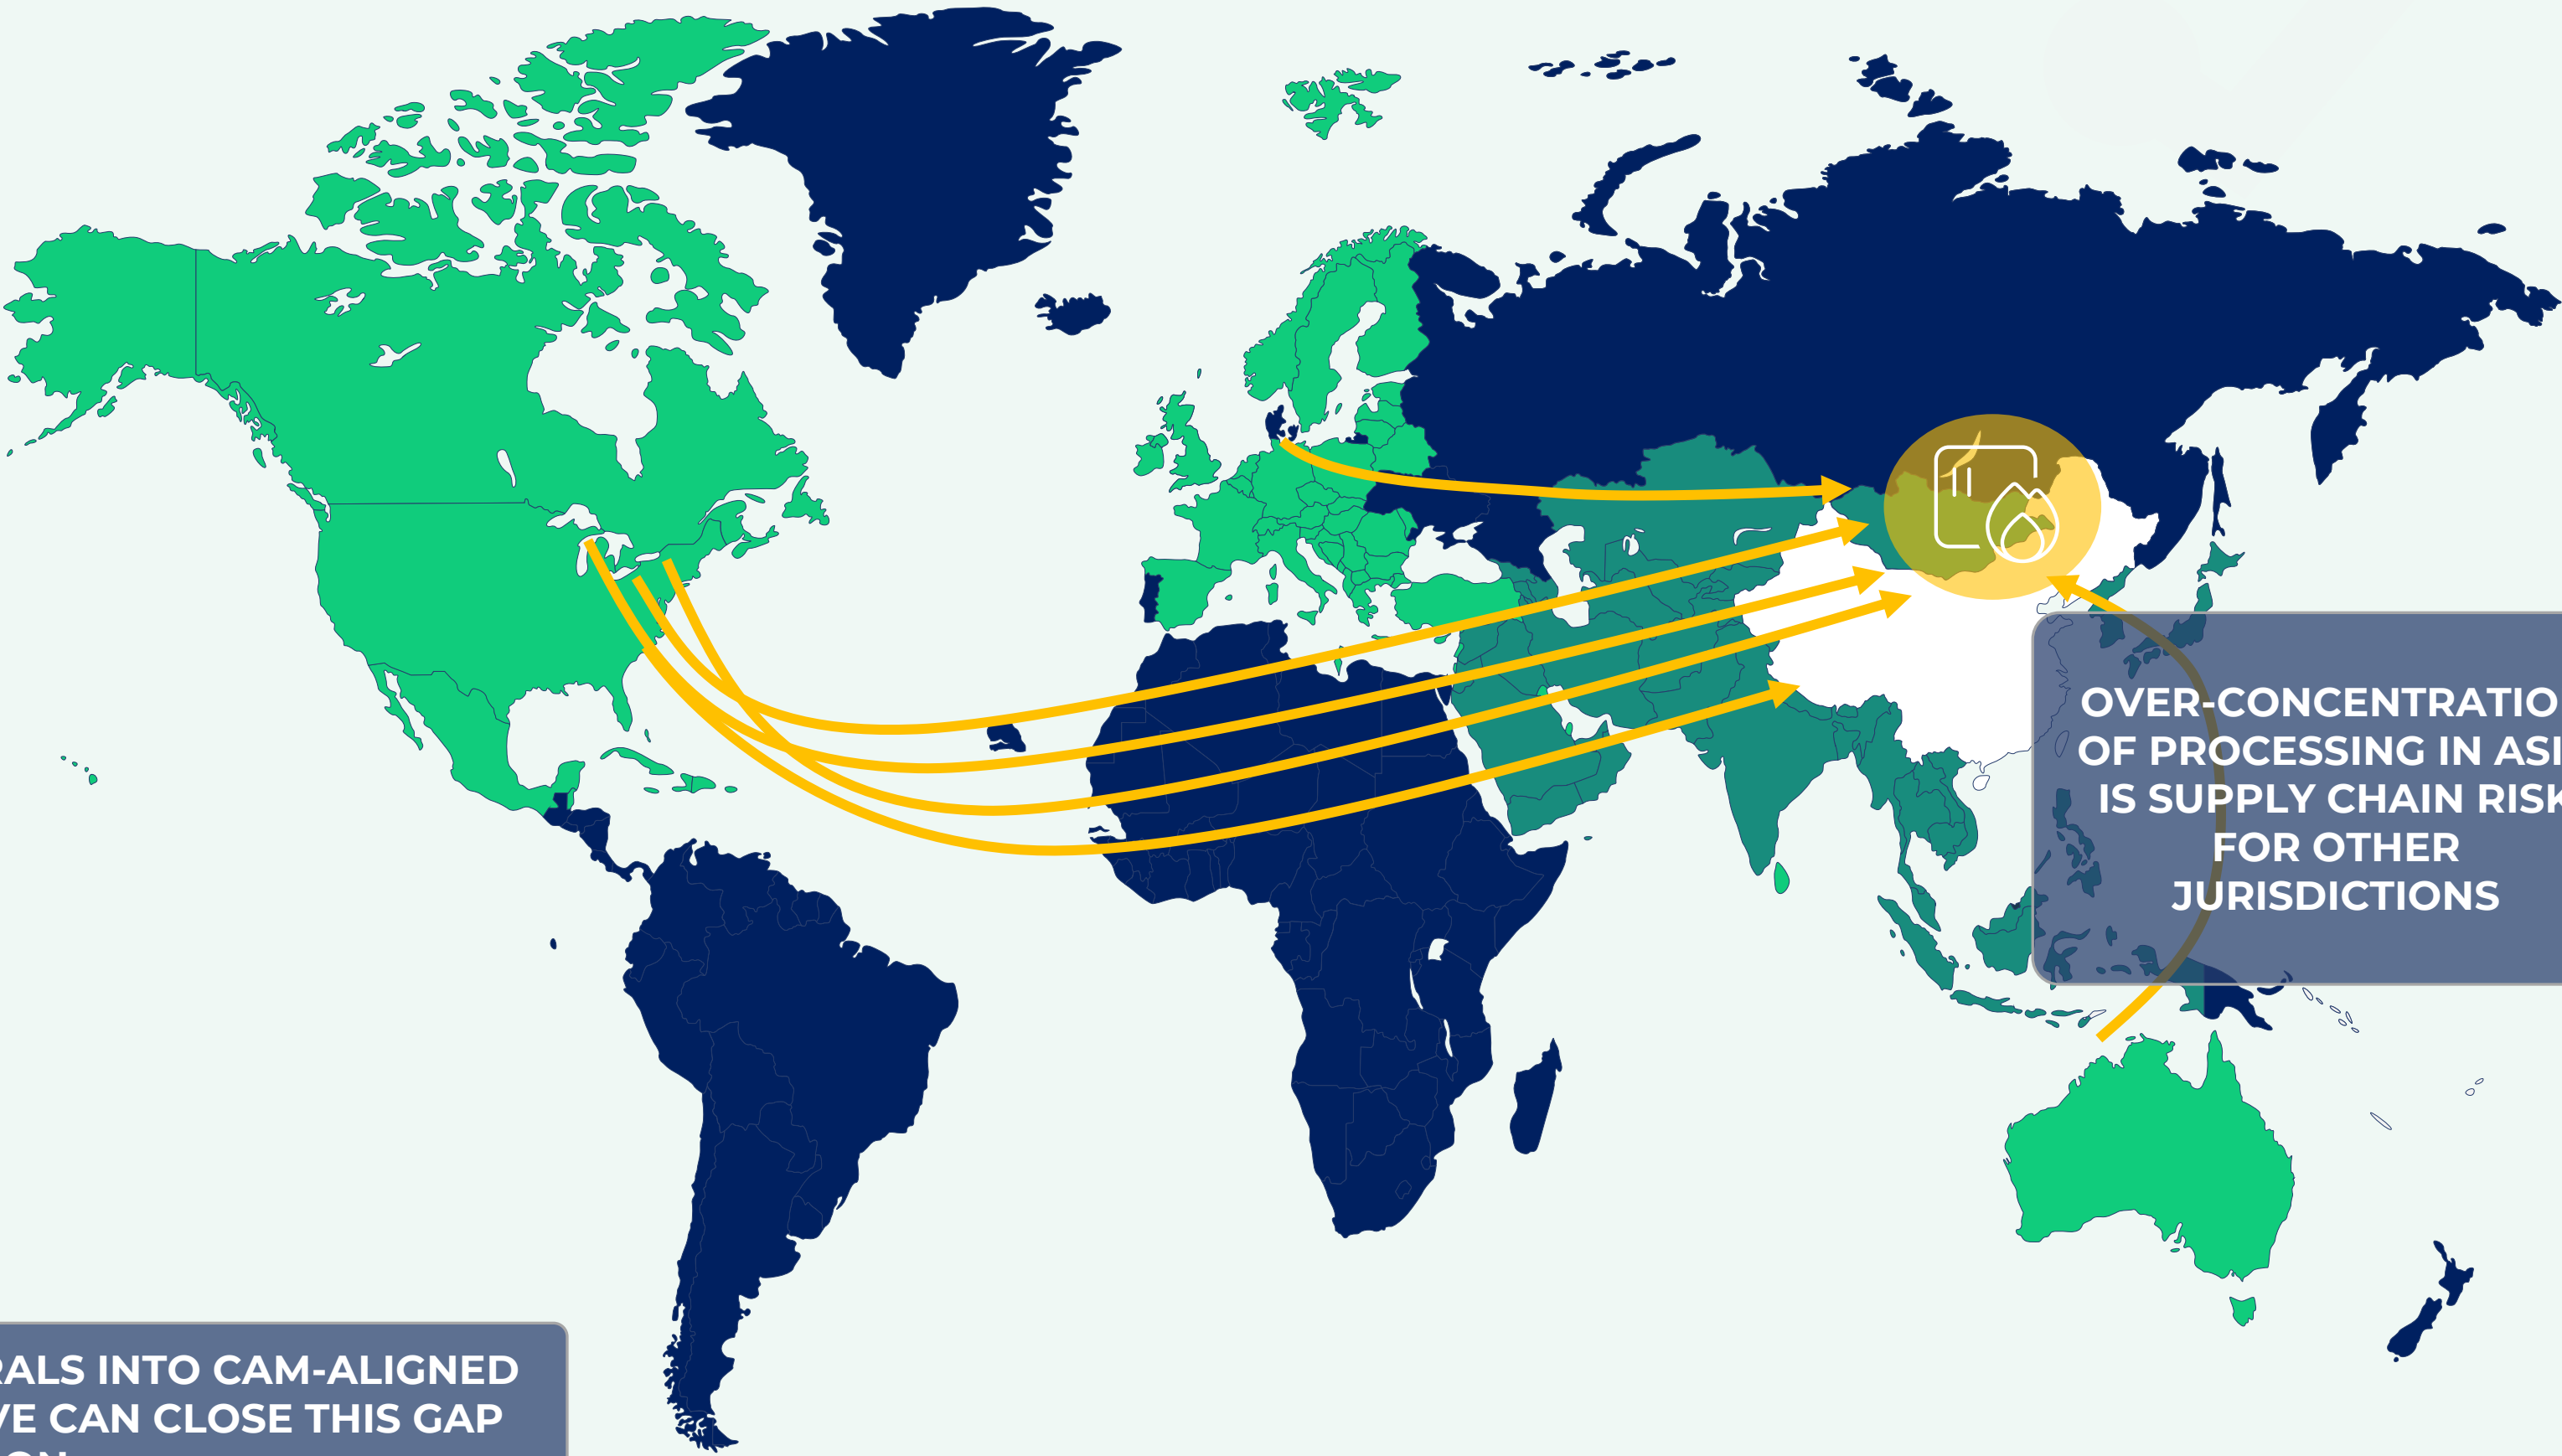 OVER-CONCENTRATIO
OF PROCESSING IN ASI
IS SUPPLY CHAIN RISK
FOR OTHER
JURISDICTIONS
RALS INTO CAM-ALIGNED
VE CAN CLOSE THIS GAP